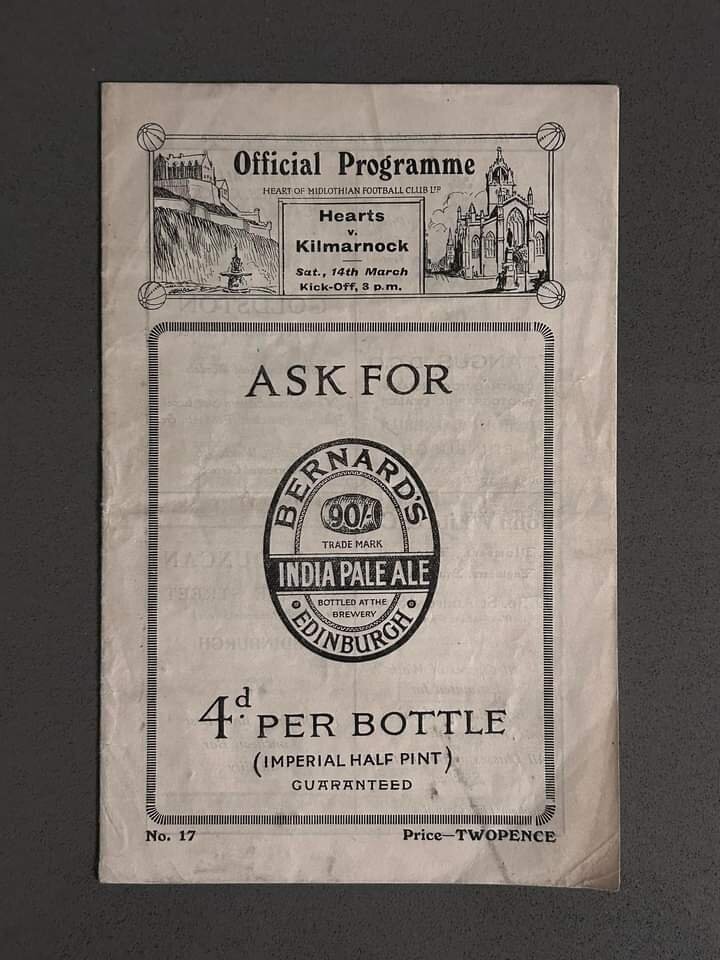 Official Programme
HEART OF MIDLOTHIAN FOOTBALL CLUB LTD
Hearts
v.
Kilmarnock
Sat., 14th March
Kick-Off, 3 p.m.
ASK FOR
BERNARD'S
90/-
TRADE MARK
INDIA PALE ALE
BOTTLED AT THE
BREWERY
EDINBURGH
4d. PER BOTTLE
(IMPERIAL HALF PINT)
GUARANTEED
No. 17
Price—TWOPENCE